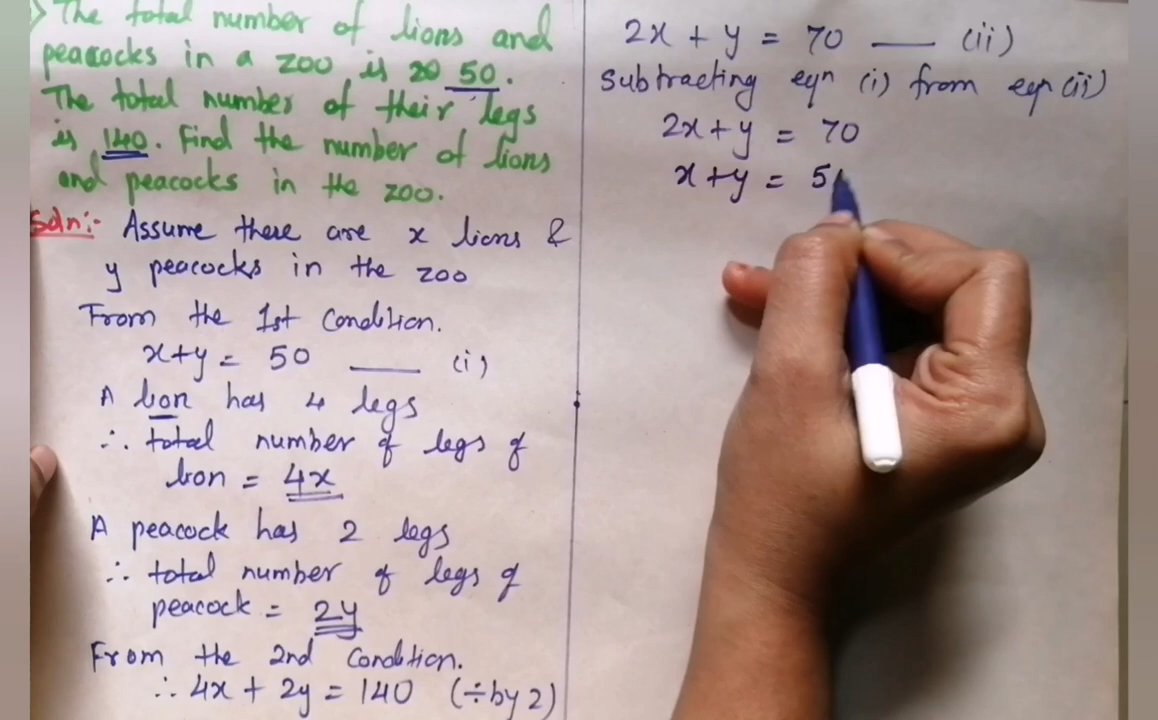 The total number of lions and
peacocks in a zoo is 50.
The total number of their legs
is 140. Find the number of lions
and peacocks in the zoo.
Soln:- Assume there are x lions &
y peacocks in the zoo
From the 1st Condition.
x+y = 50 ____ (i)
A lion has 4 legs
∴ total number of legs of
lion = 4x
A peacock has 2 legs
∴ total number of legs of
peacock = 2y
From the 2nd Condition.
∴ 4x + 2y = 140 (÷by 2)
2x + y = 70 ____ (ii)
Subtracting eqn (i) from eqn (ii)
2x+y = 70
x+y = 5